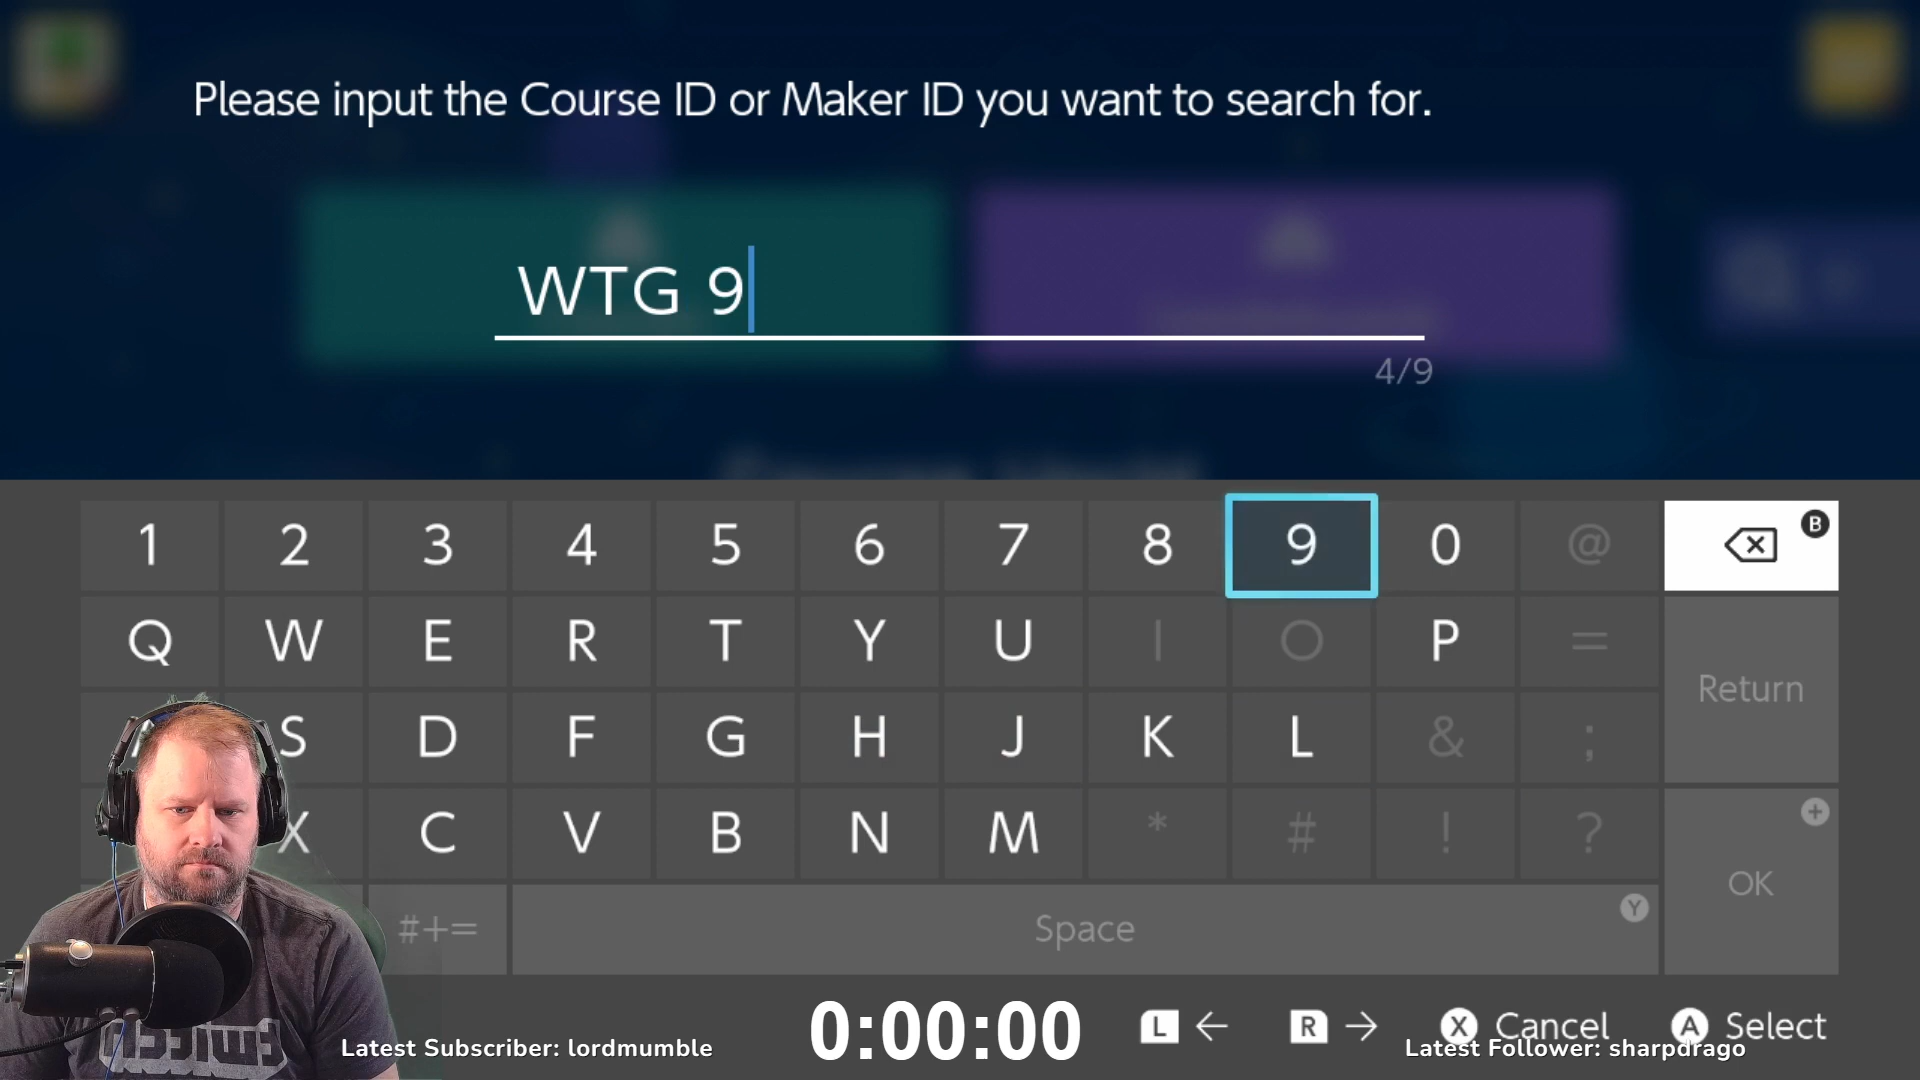 Please input the Course ID or Maker ID you want to search for.
WTG 9
4/9
1 2 3 4 5 6 7 8 9 0 @ B
Q W E R T Y U I O P =
Return
S D F G H J K L & ;
X C V B N M * # ! ?
OK
#+= Space Y
0:00:00 L ← R → X Cancel A Select
Latest Subscriber: lordmumble Latest Follower: sharpdrago